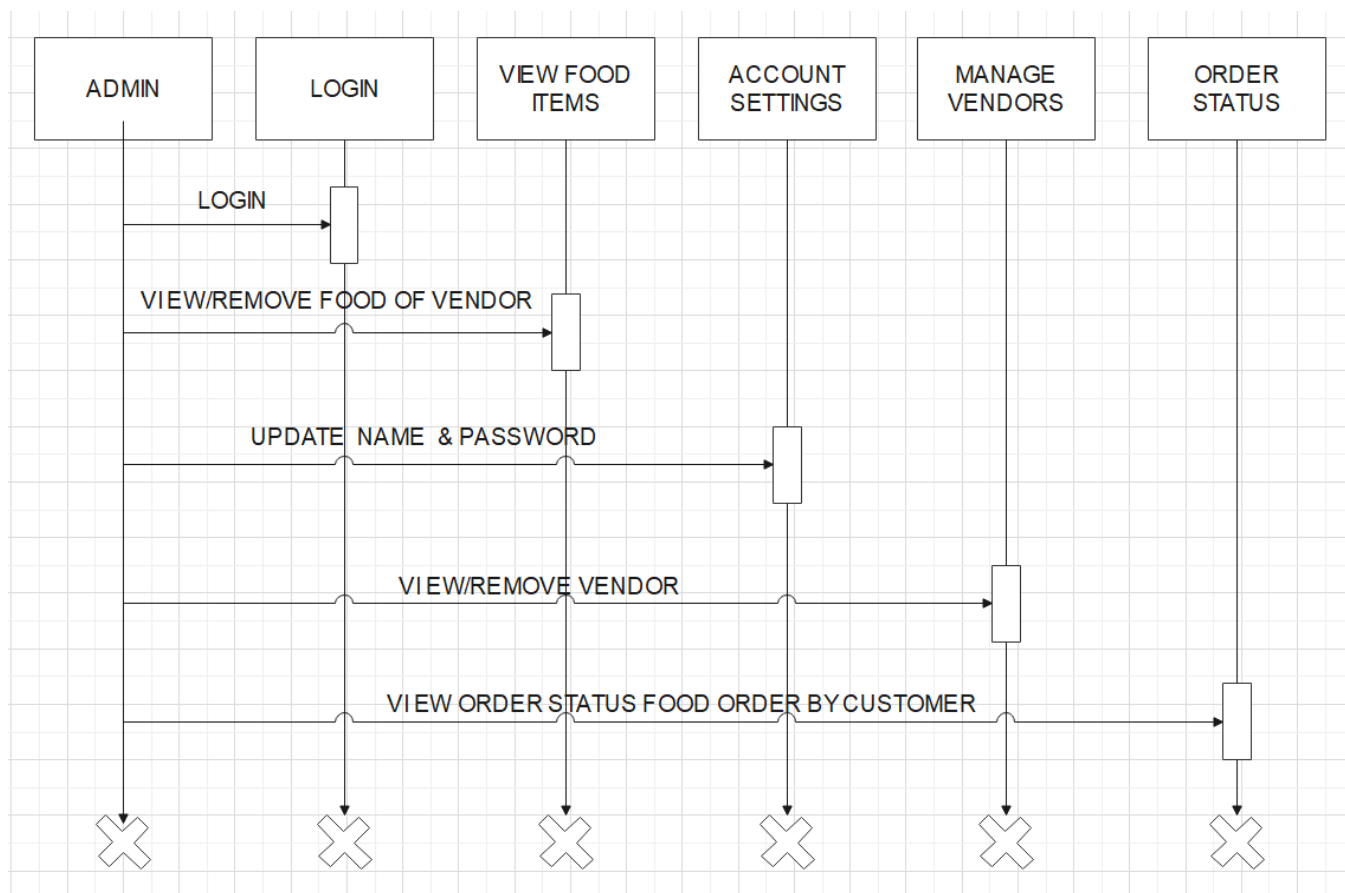 ADMIN
LOGIN
VIEW FOOD
ITEMS
ACCOUNT
SETTINGS
MANAGE
VENDORS
ORDER
STATUS
LOGIN
VIEW/REMOVE FOOD OF VENDOR
UPDATE NAME & PASSWORD
VIEW/REMOVE VENDOR
VIEW ORDER STATUS FOOD ORDER BY CUSTOMER